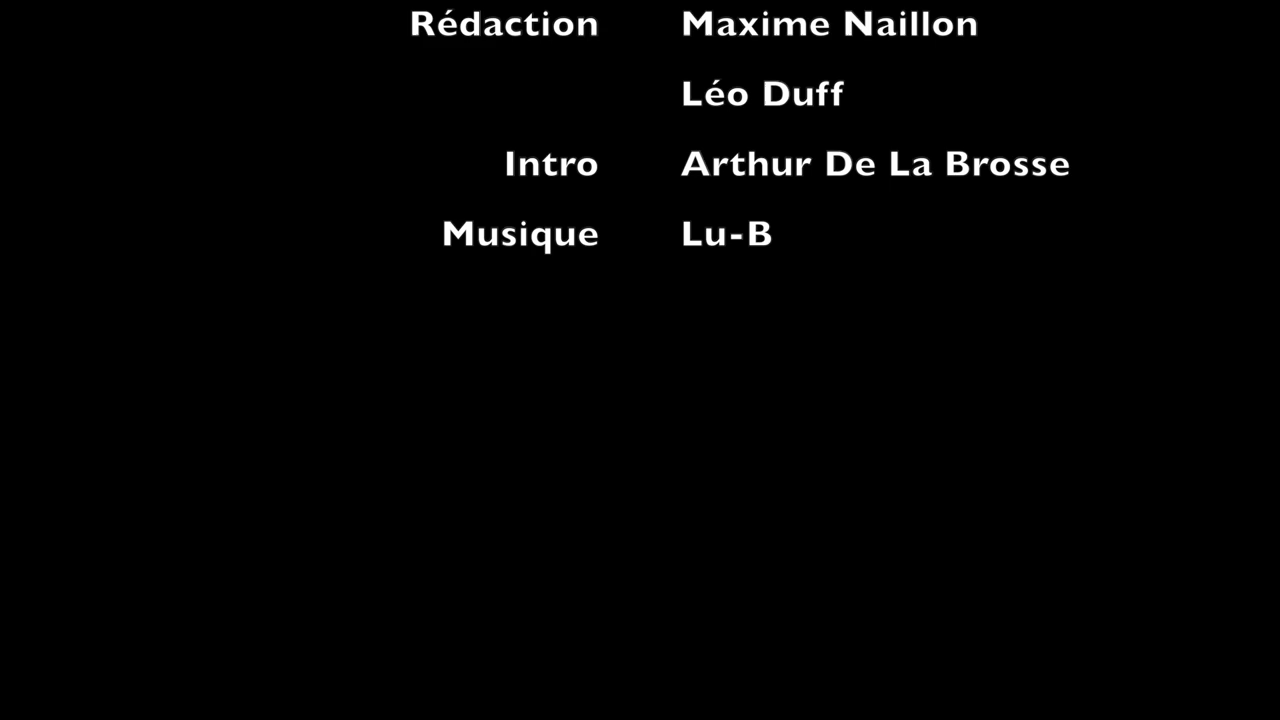 Rédaction Maxime Naillon
Léo Duff
Intro Arthur De La Brosse
Musique Lu-B